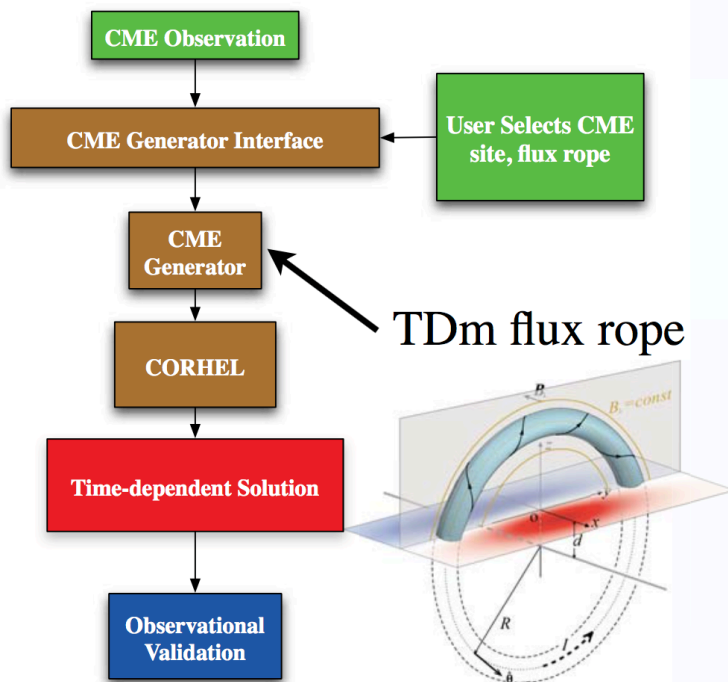 CME Observation
CME Generator Interface
User Selects CME
site, flux rope
CME
Generator
TDm flux rope
CORHEL
Time-dependent Solution
Observational
Validation
B
B = const
z
y
o
x
d
R
I
θ